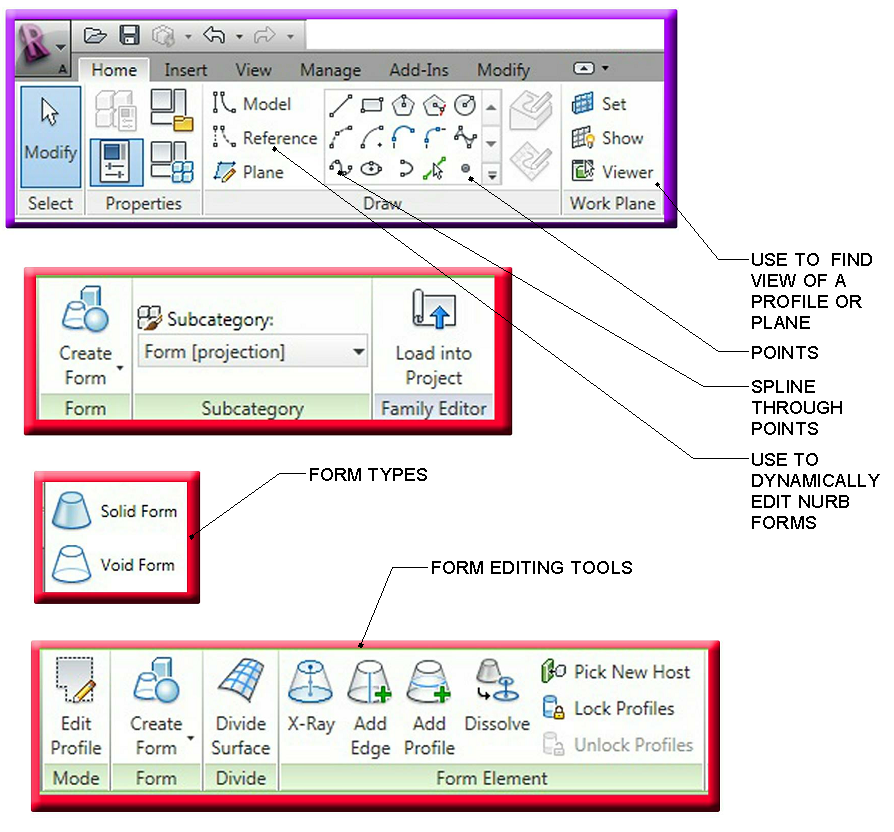 R
A
Home Insert View Manage Add-Ins Modify
Modify
Model
Reference
Plane
Set
Show
Viewer
Select Properties Draw Work Plane
USE TO FIND
VIEW OF A
PROFILE OR
PLANE
POINTS
SPLINE
THROUGH
POINTS
USE TO
DYNAMICALLY
EDIT NURB
FORMS
Create
Form
Subcategory:
Form [projection]
Load into
Project
Form Subcategory Family Editor
FORM TYPES
Solid Form
Void Form
FORM EDITING TOOLS
Edit
Profile
Create
Form
Divide
Surface
X-Ray
Add
Edge
Add
Profile
Dissolve
Pick New Host
Lock Profiles
Unlock Profiles
Mode Form Divide Form Element